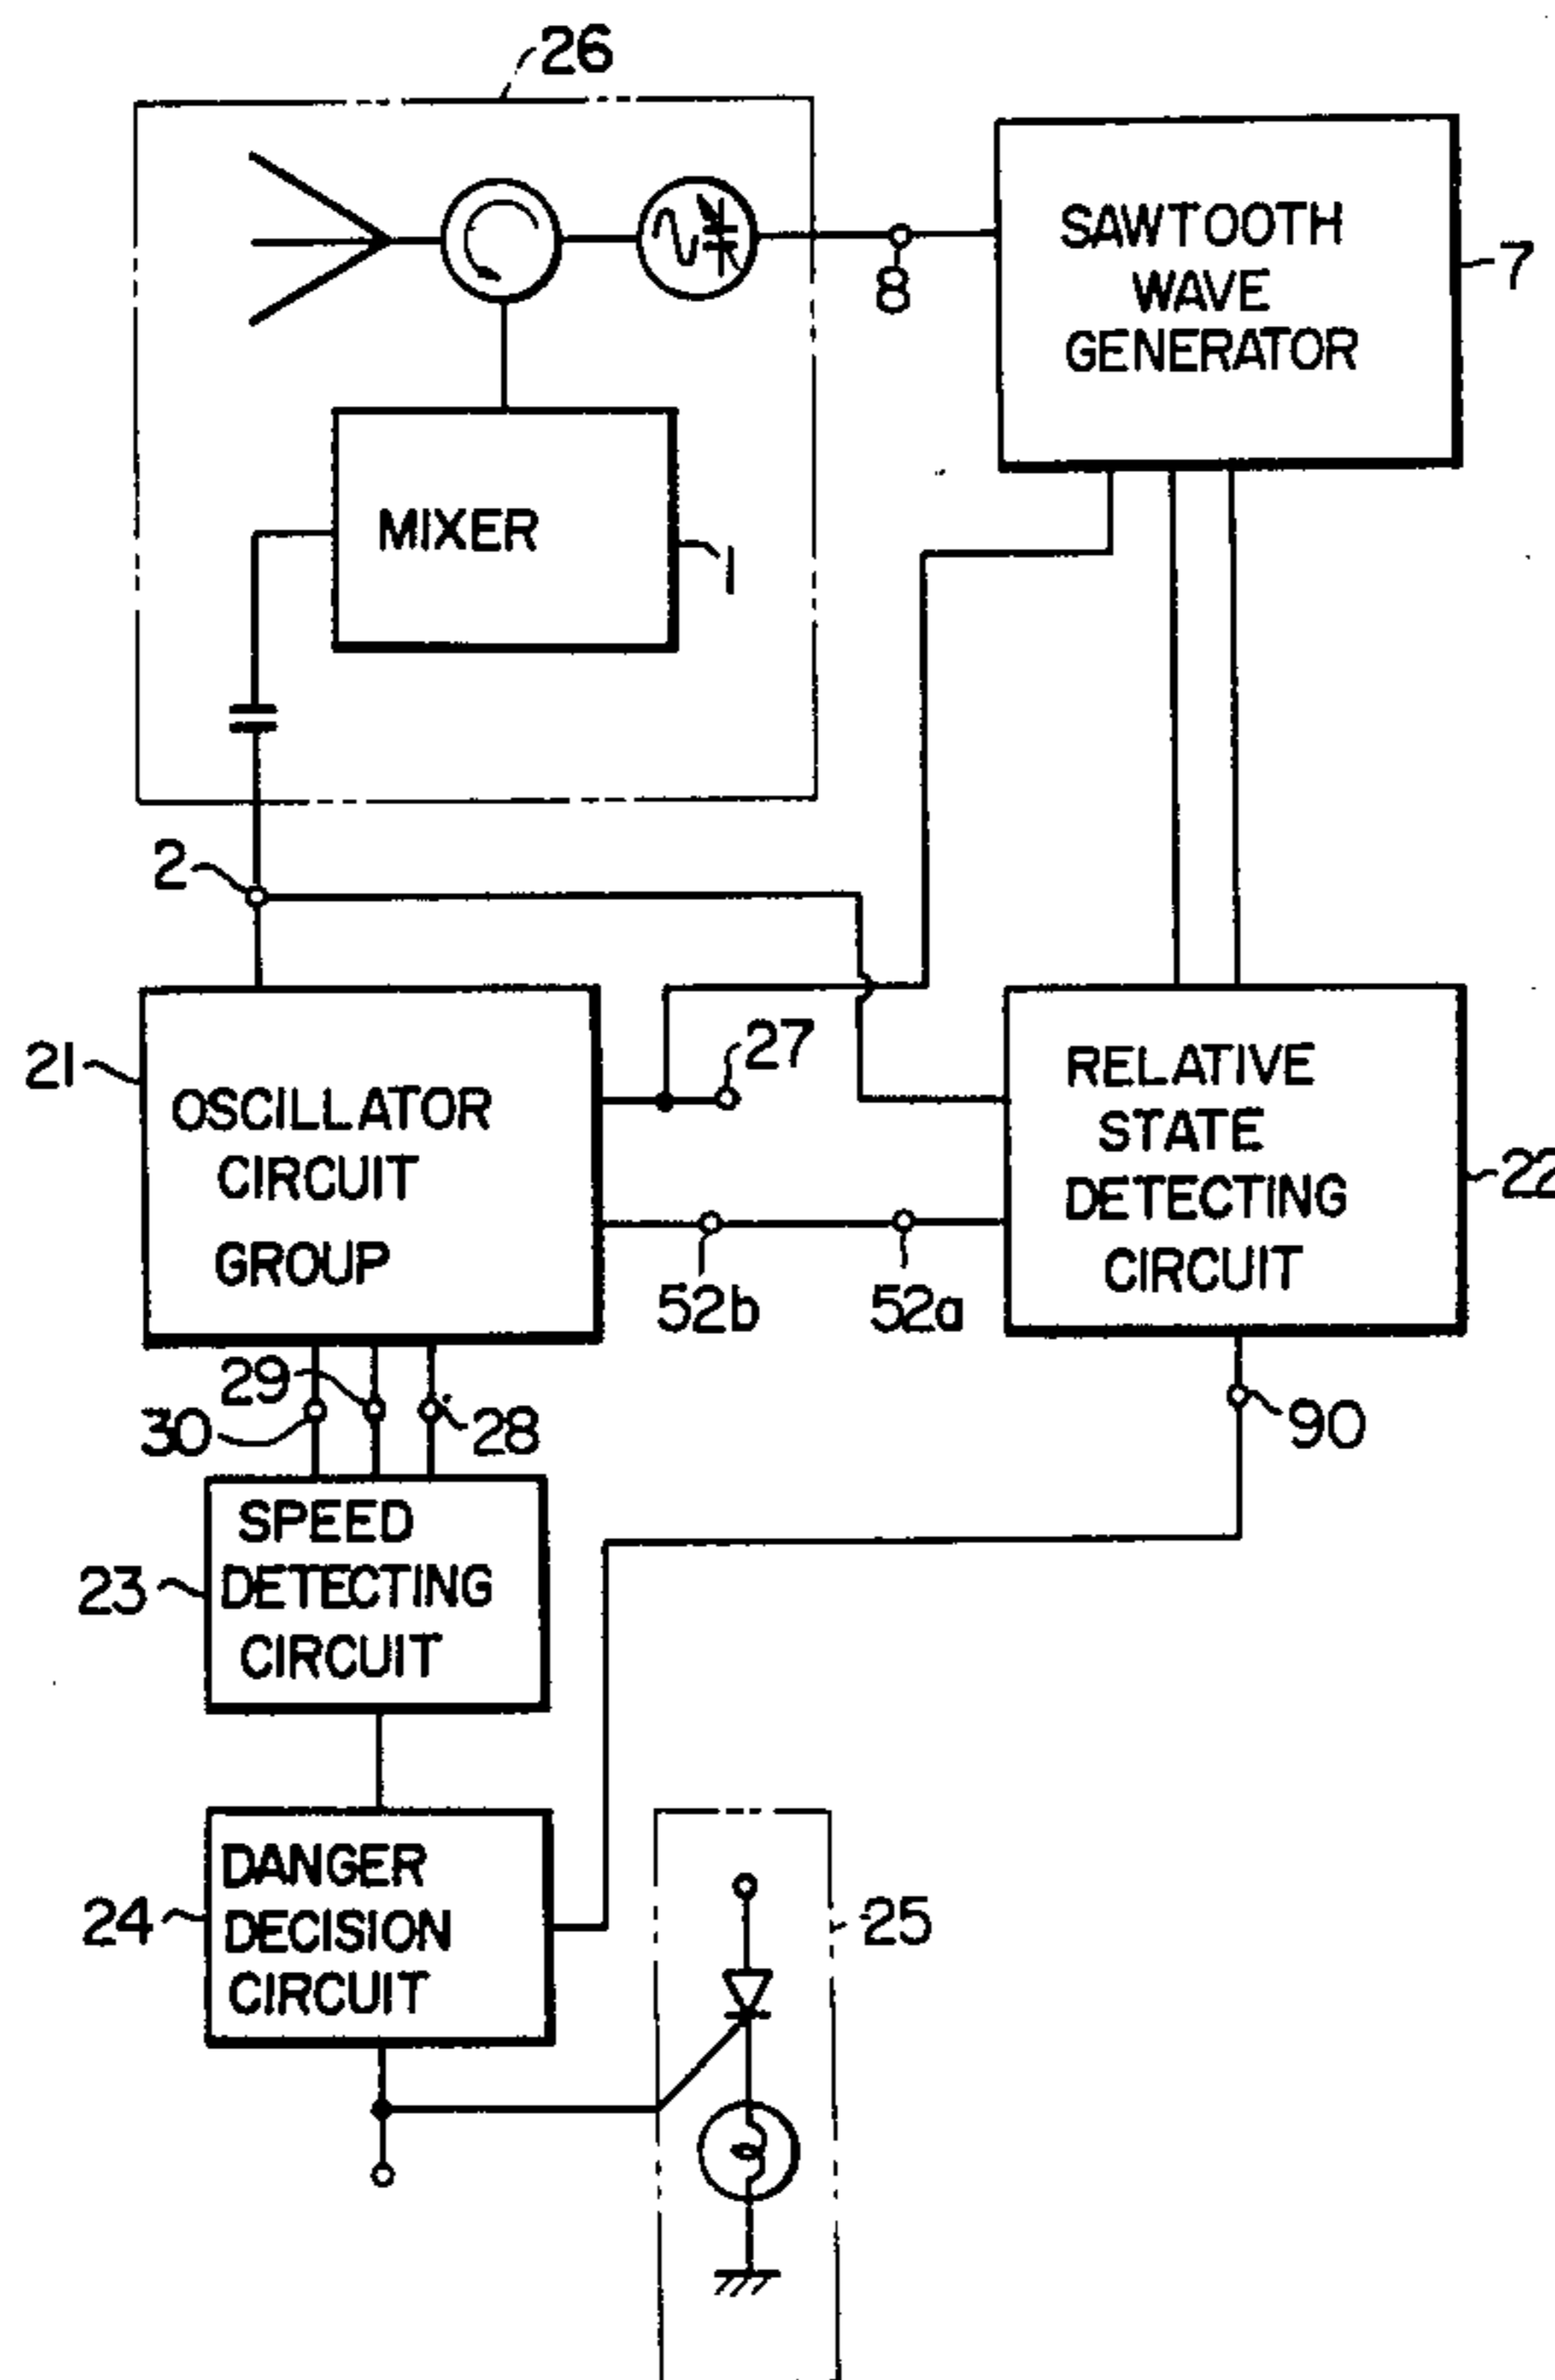 26
SAWTOOTH
WAVE
GENERATOR
7
8
MIXER
1
2
21
OSCILLATOR
CIRCUIT
GROUP
27
RELATIVE
STATE
DETECTING
CIRCUIT
22
52b
52a
29
30
28
90
SPEED
DETECTING
CIRCUIT
23
DANGER
DECISION
CIRCUIT
24
25